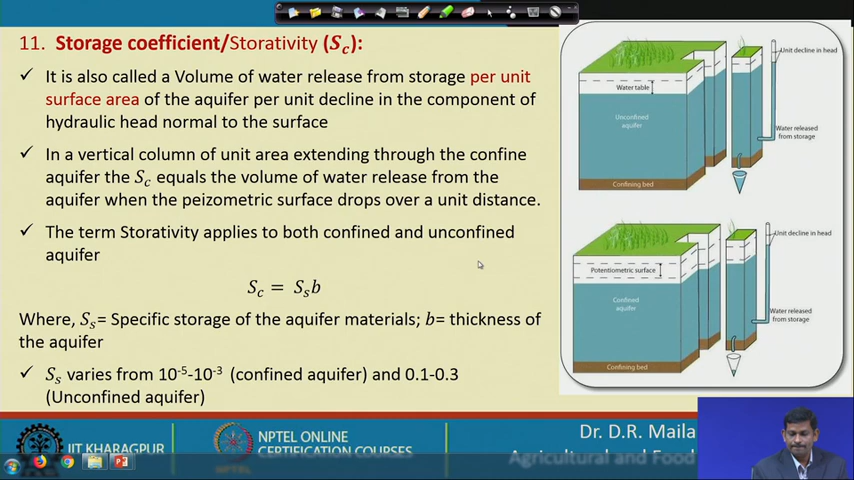 11. Storage coefficient/Storativity (Sc):
✓ It is also called a Volume of water release from storage per unit
surface area of the aquifer per unit decline in the component of
hydraulic head normal to the surface
✓ In a vertical column of unit area extending through the confine
aquifer the Sc equals the volume of water release from the
aquifer when the peizometric surface drops over a unit distance.
✓ The term Storativity applies to both confined and unconfined
aquifer
Sc = Ssb
Where, Ss= Specific storage of the aquifer materials; b= thickness of
the aquifer
✓ Ss varies from 10-5-10-3 (confined aquifer) and 0.1-0.3
(Unconfined aquifer)
Unit decline in head
Water table
Unconfined
aquifer
Water released
from storage
Confining bed
Unit decline in head
Potentiometric surface
Confined
aquifer
Water released
from storage
Confining bed
IIT KHARAGPUR
NPTEL ONLINE
CERTIFICATION COURSES
Dr. D.R. Maila
Agricultural and Food